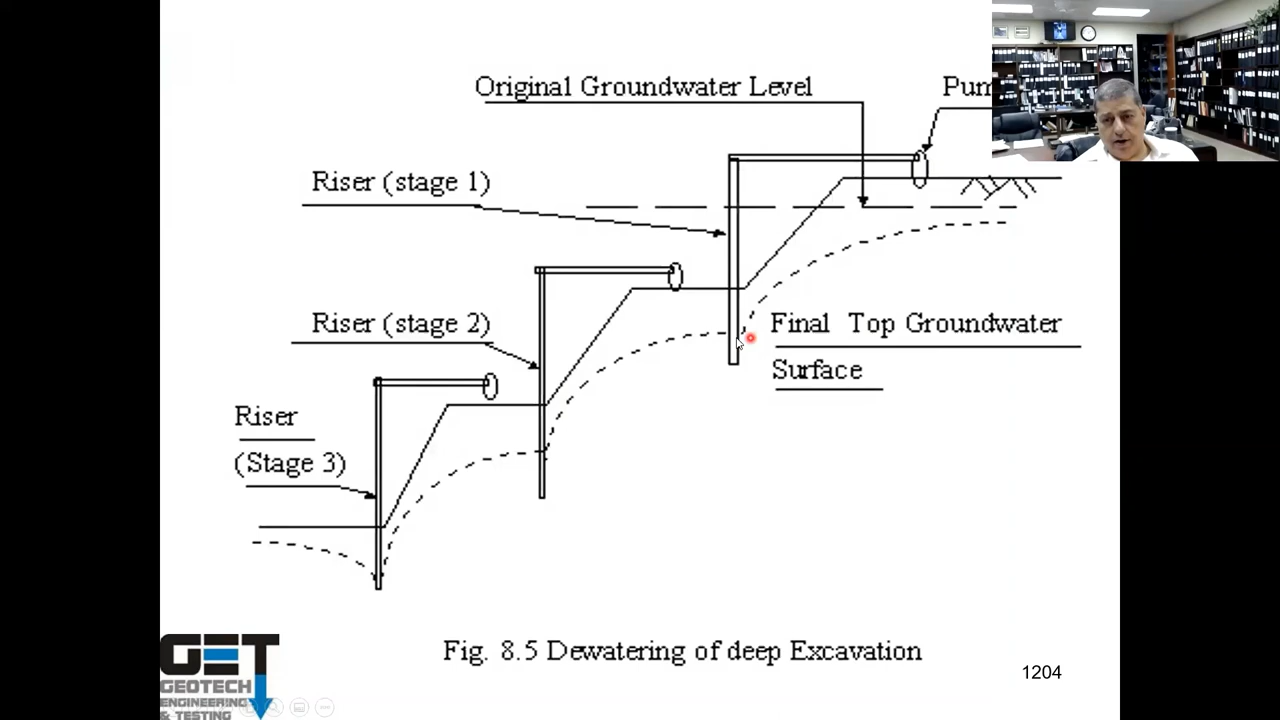 Original Groundwater Level
Pum
Riser (stage 1)
Riser (stage 2)
Final Top Groundwater
Surface
Riser
(Stage 3)
Fig. 8.5 Dewatering of deep Excavation
1204
GET
GEOTECH
ENGINEERING
& TESTING